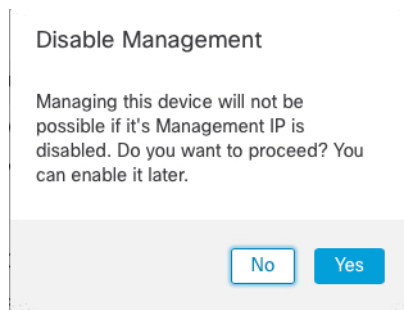 Disable Management
Managing this device will not be
possible if it's Management IP is
disabled. Do you want to proceed? You
can enable it later.
No
Yes